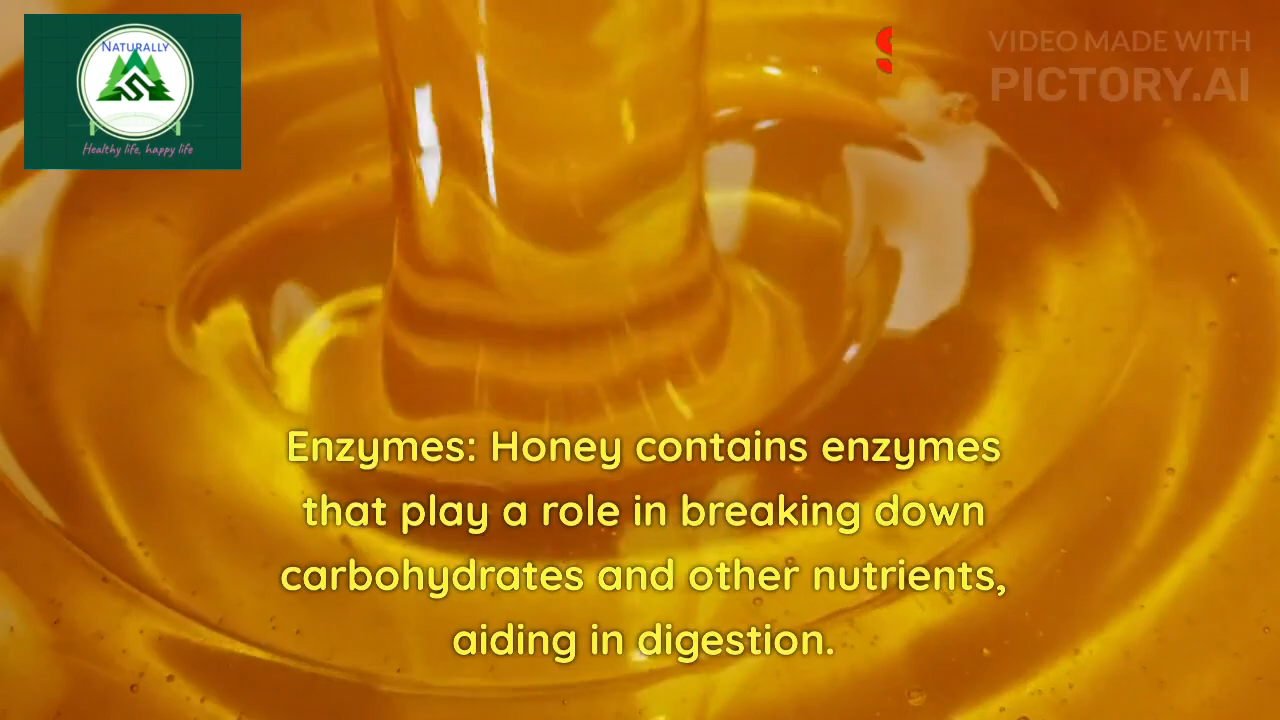 NATURALLY
Healthy life, happy life
VIDEO MADE WITH
PICTORY.AI
Enzymes: Honey contains enzymes
that play a role in breaking down
carbohydrates and other nutrients,
aiding in digestion.